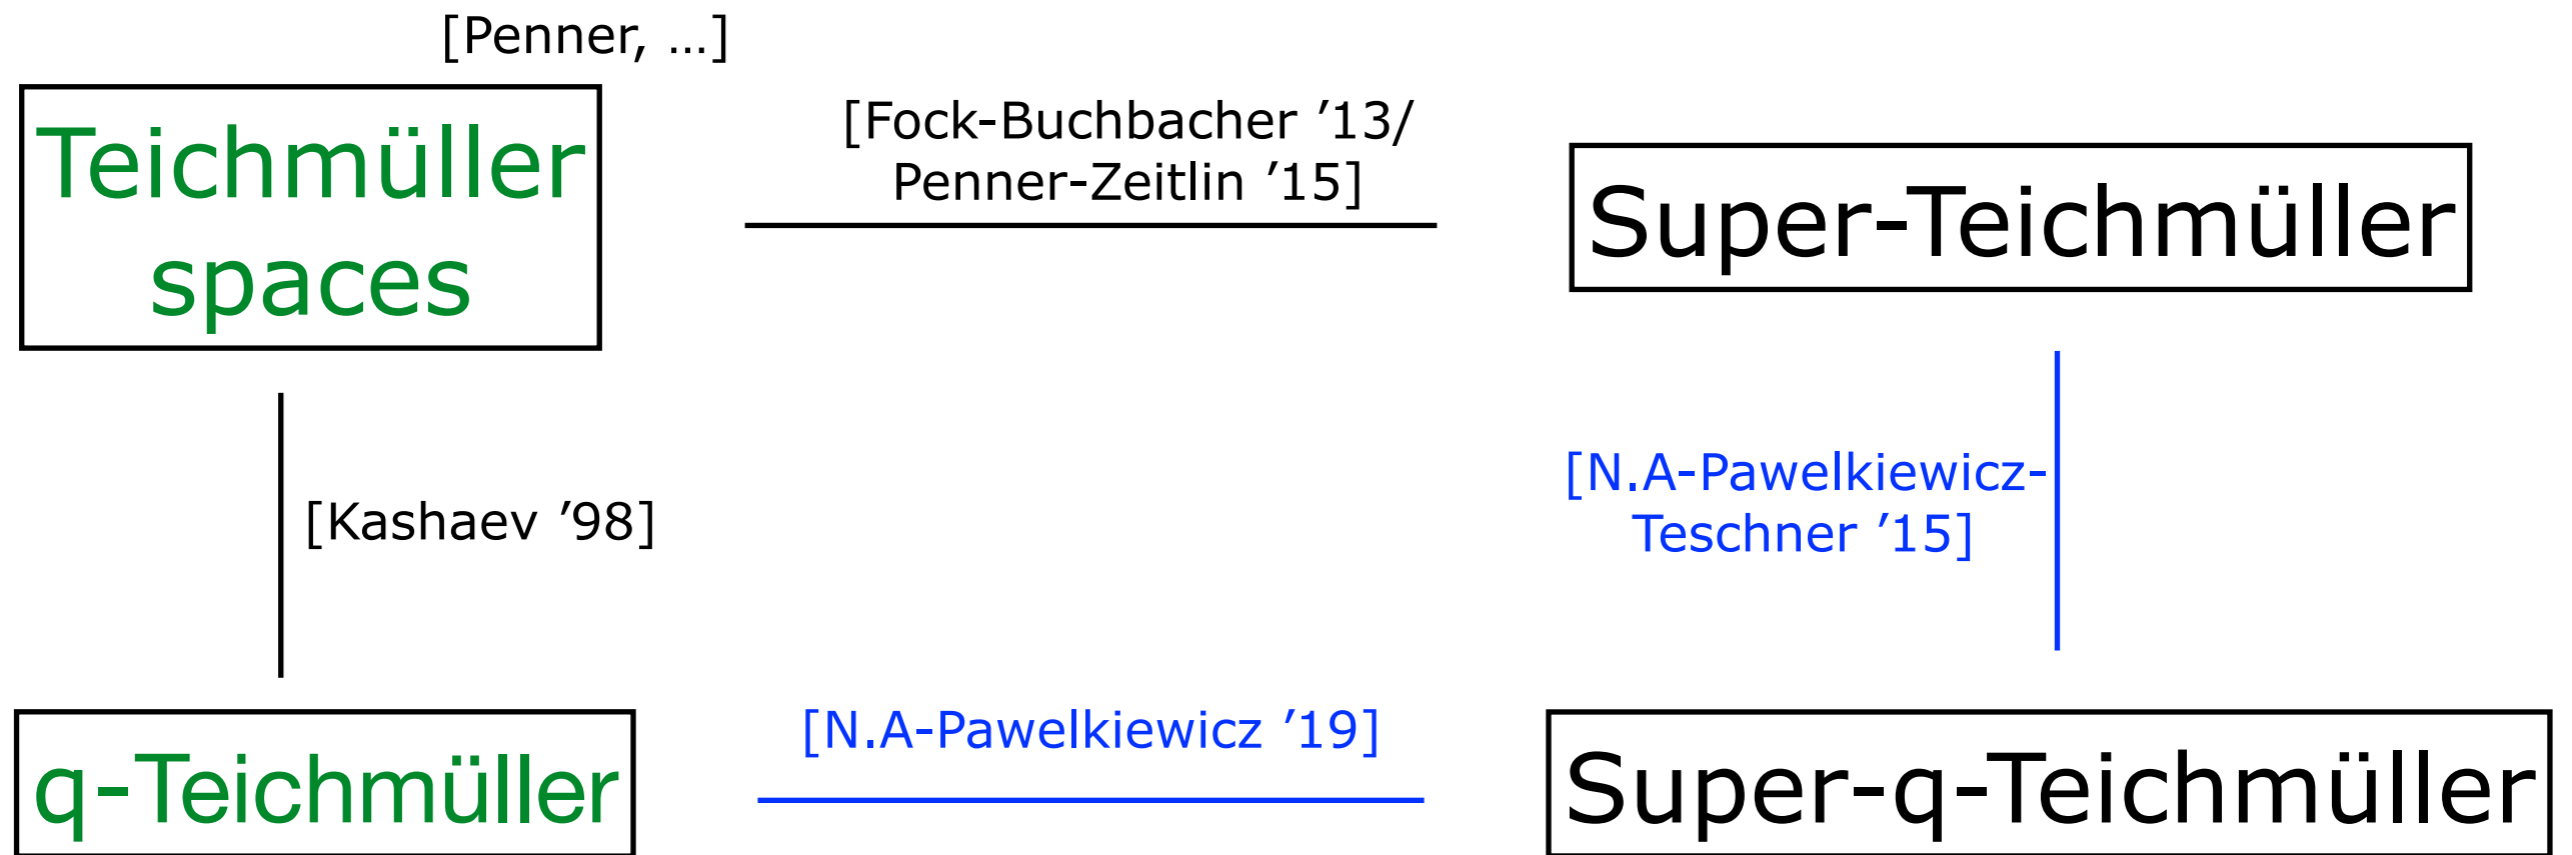 [Penner, …]
Teichmüller
spaces
[Fock-Buchbacher ’13/
Penner-Zeitlin ’15]
Super-Teichmüller
[Kashaev ’98]
[N.A-Pawelkiewicz-
Teschner ’15]
[N.A-Pawelkiewicz ’19]
q-Teichmüller
Super-q-Teichmüller